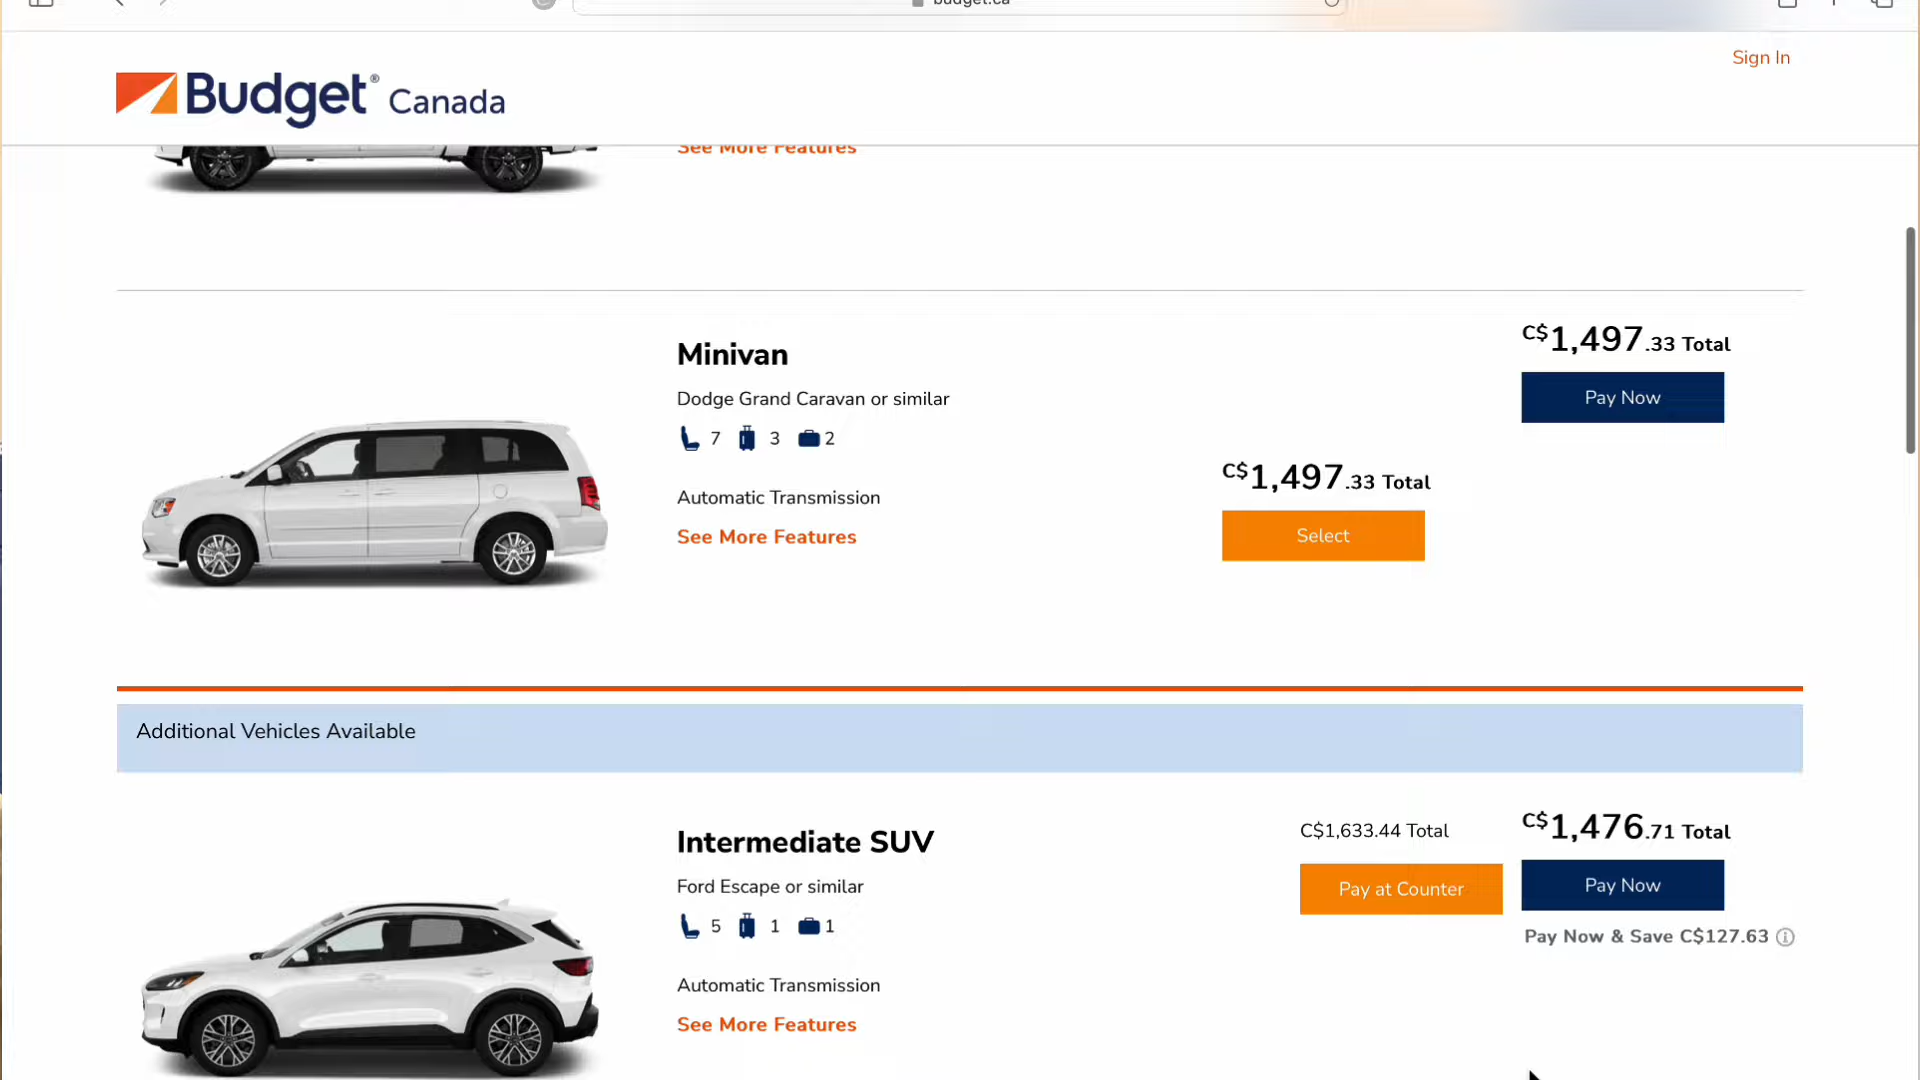 budget.ca
Sign In
Budget® Canada
See More Features
C$1,497.33 Total
Minivan
Pay Now
Dodge Grand Caravan or similar
7 3 2
C$1,497.33 Total
Automatic Transmission
Select
See More Features
Additional Vehicles Available
C$1,633.44 Total
C$1,476.71 Total
Intermediate SUV
Pay at Counter
Pay Now
Ford Escape or similar
5 1 1
Pay Now & Save C$127.63
Automatic Transmission
See More Features